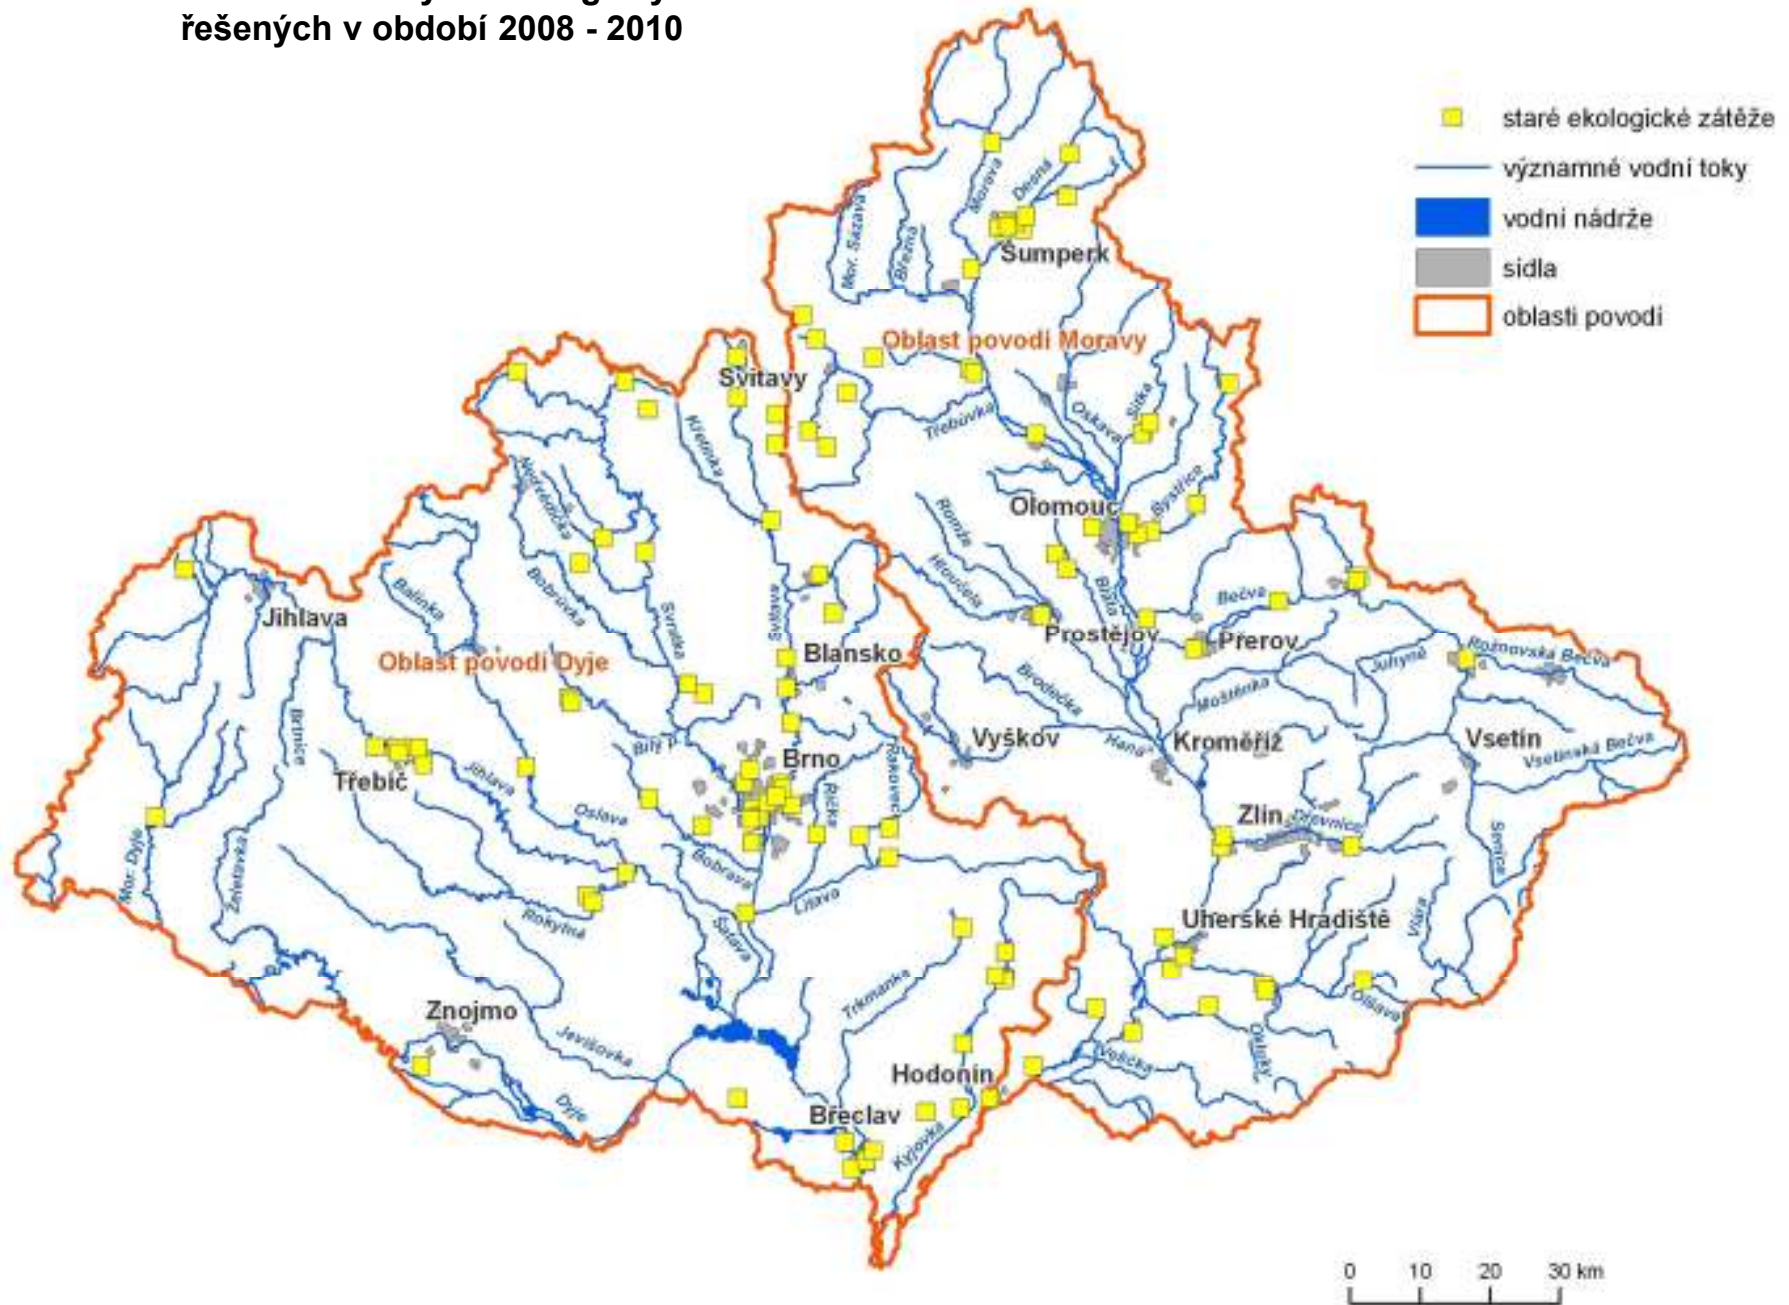 řešených v období 2008 - 2010
staré ekologické zátěže
významné vodní toky
vodní nádrže
sídla
oblasti povodí
Morava
Desná
Mor. Sázava
Březná
Šumperk
Oblast povodí Moravy
Svitavy
Sitka
Oskava
Třebůvka
Křetínka
Nedvědička
Olomouc
Bystřice
Romže
Hloučela
Blata
Bečva
Balinka
Bobrůvka
Svratka
Svitava
Jihlava
Prostějov
Přerov
Blansko
Oblast povodí Dyje
Juhyně
Rožnovská Bečva
Moštěnka
Brodečka
Brtnice
Vyškov
Haná
Kroměříž
Vsetín
Vsetínská Bečva
Bílý p.
Brno
Rakovec
Říčka
Třebíč
Jihlava
Oslava
Zlín
Dřevnice
Senice
Mor. Dyje
Želetavka
Bobrava
Litava
Rokytná
Šatava
Uherské Hradiště
Vlára
Trkmanka
Olšava
Znojmo
Jevišovka
Okluky
Velička
Hodonín
Dyje
Břeclav
Kyjovka
0 10 20 30 km